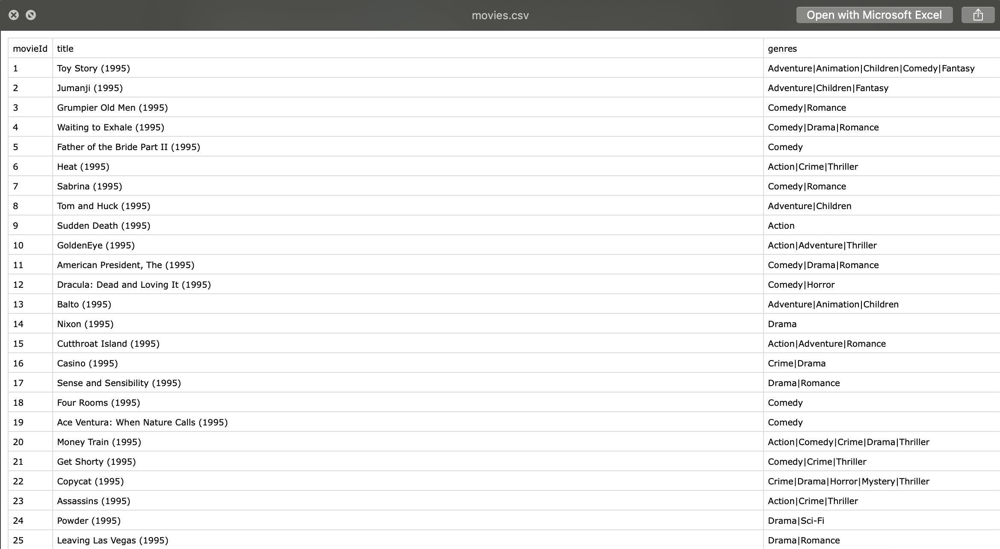 movies.csv
Open with Microsoft Excel
movieId title genres
1 Toy Story (1995) Adventure|Animation|Children|Comedy|Fantasy
2 Jumanji (1995) Adventure|Children|Fantasy
3 Grumpier Old Men (1995) Comedy|Romance
4 Waiting to Exhale (1995) Comedy|Drama|Romance
5 Father of the Bride Part II (1995) Comedy
6 Heat (1995) Action|Crime|Thriller
7 Sabrina (1995) Comedy|Romance
8 Tom and Huck (1995) Adventure|Children
9 Sudden Death (1995) Action
10 GoldenEye (1995) Action|Adventure|Thriller
11 American President, The (1995) Comedy|Drama|Romance
12 Dracula: Dead and Loving It (1995) Comedy|Horror
13 Balto (1995) Adventure|Animation|Children
14 Nixon (1995) Drama
15 Cutthroat Island (1995) Action|Adventure|Romance
16 Casino (1995) Crime|Drama
17 Sense and Sensibility (1995) Drama|Romance
18 Four Rooms (1995) Comedy
19 Ace Ventura: When Nature Calls (1995) Comedy
20 Money Train (1995) Action|Comedy|Crime|Drama|Thriller
21 Get Shorty (1995) Comedy|Crime|Thriller
22 Copycat (1995) Crime|Drama|Horror|Mystery|Thriller
23 Assassins (1995) Action|Crime|Thriller
24 Powder (1995) Drama|Sci-Fi
25 Leaving Las Vegas (1995) Drama|Romance